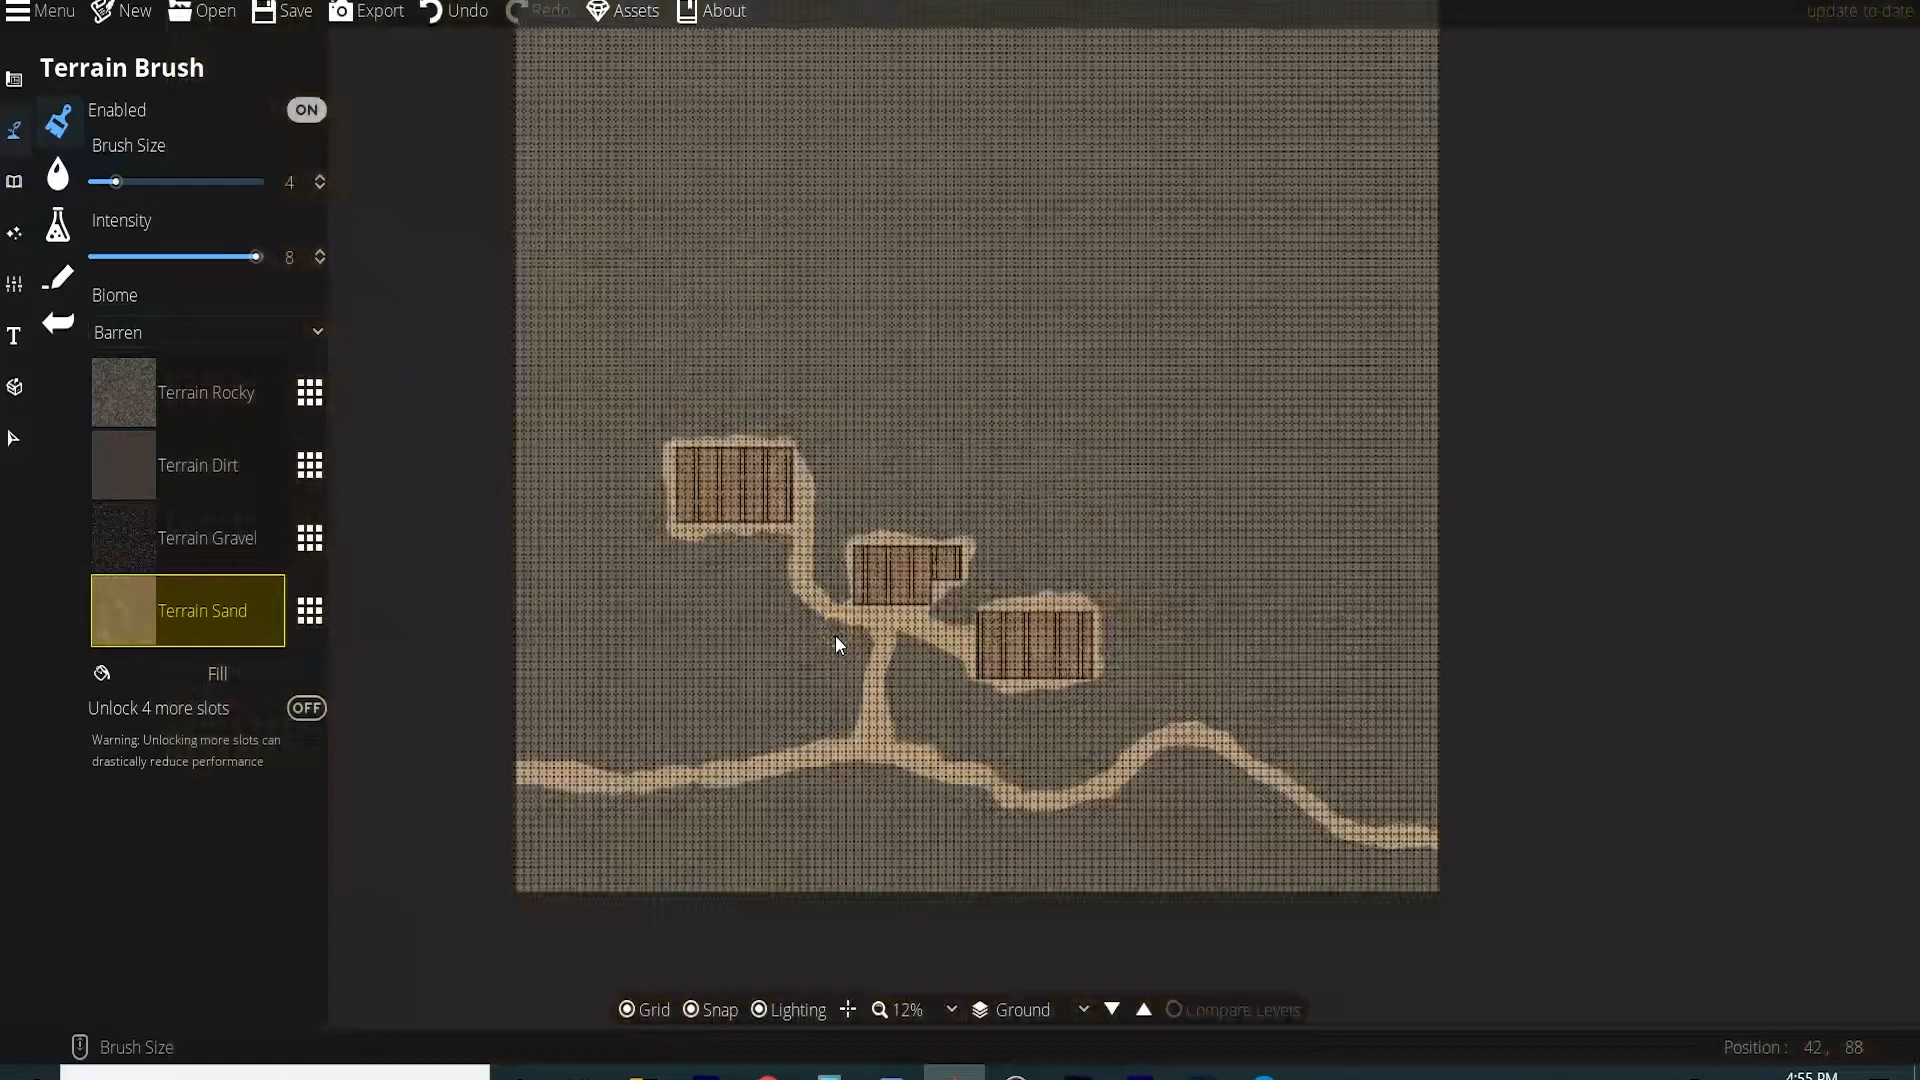 Menu New Open Save Export Undo Redo Assets About update to-date
Terrain Brush
Enabled ON
Brush Size
4
Intensity
8
Biome
Barren
Terrain Rocky
Terrain Dirt
Terrain Gravel
Terrain Sand
Fill
Unlock 4 more slots OFF
Warning: Unlocking more slots can
drastically reduce performance
T
Grid Snap Lighting 12% Ground Compare Levels
Brush Size Position : 42 , 88
4:55 PM